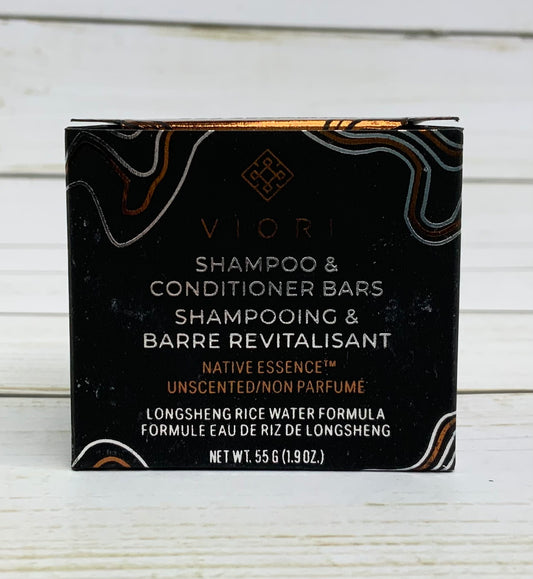 VIORI
SHAMPOO &
CONDITIONER BARS
SHAMPOOING &
BARRE REVITALISANT
NATIVE ESSENCE™
UNSCENTED/NON PARFUMÉ
LONGSHENG RICE WATER FORMULA
FORMULE EAU DE RIZ DE LONGSHENG
NET WT. 55 G (1.9 OZ.)